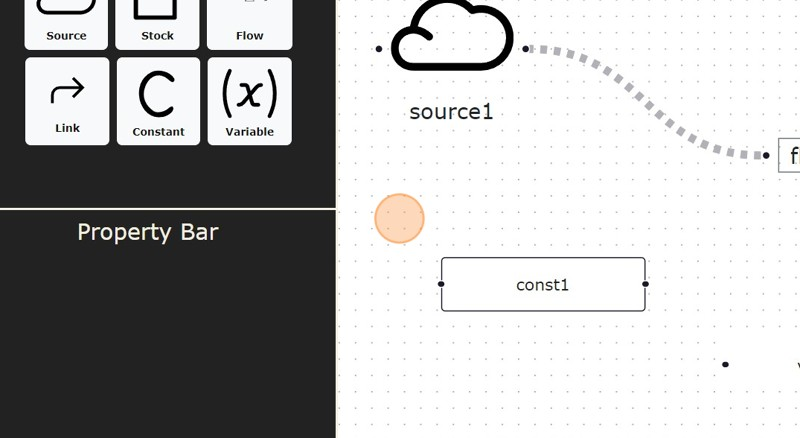 Source Stock Flow
Link Constant Variable
C (x)
Property Bar
source1
const1